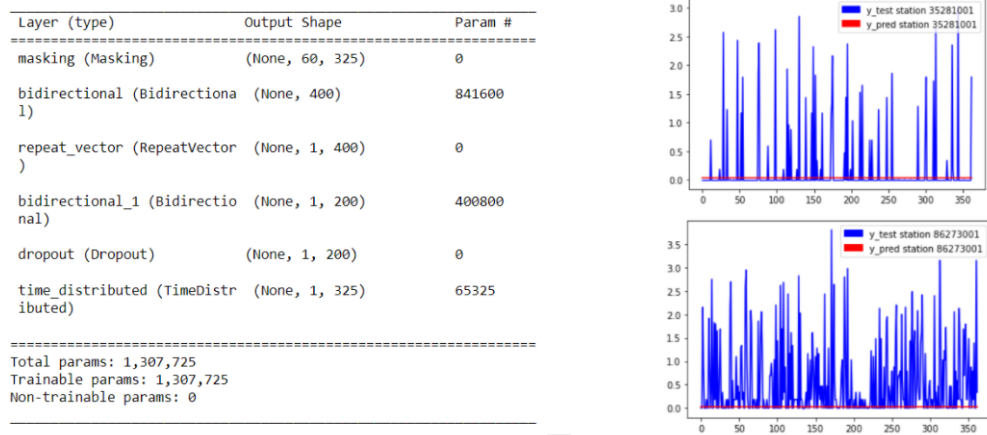 Layer (type) Output Shape Param #
masking (Masking) (None, 60, 325) 0
bidirectional (Bidirectiona (None, 400) 841600
l)
repeat_vector (RepeatVector (None, 1, 400) 0
)
bidirectional_1 (Bidirectio (None, 1, 200) 400800
nal)
dropout (Dropout) (None, 1, 200) 0
time_distributed (TimeDistr (None, 1, 325) 65325
ibuted)
Total params: 1,307,725
Trainable params: 1,307,725
Non-trainable params: 0
y_test station 35281001
y_pred station 35281001
3.0
2.5
2.0
1.5
1.0
0.5
0.0
0 50 100 150 200 250 300 350
y_test station 86273001
y_pred station 86273001
3.5
3.0
2.5
2.0
1.5
1.0
0.5
0.0
0 50 100 150 200 250 300 350